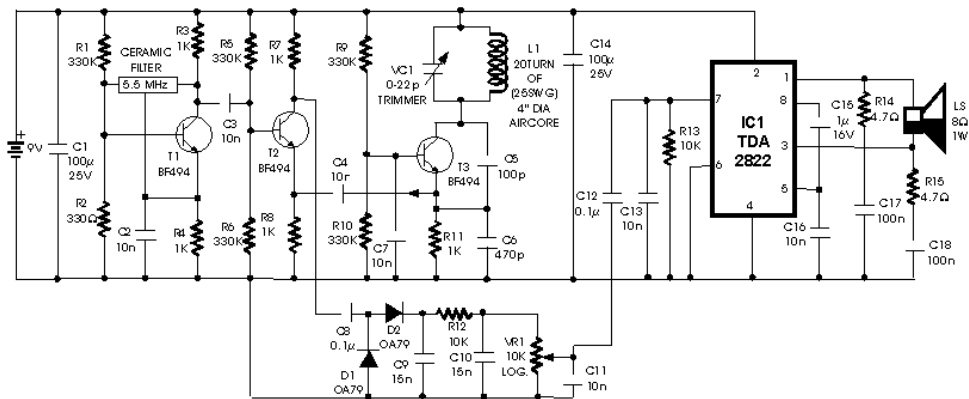 R1
330K
R3
1K
R5
330K
R7
1K
R9
330K
CERAMIC
FILTER
5.5 MHz
VC1
0-22p
TRIMMER
L1
20TURN
OF
(25SWG)
4" DIA
AIRCORE
C14
100µ
25V
+
9V
C1
100µ
25V
T1
BF494
C3
10n
T2
BF494
C4
10n
T3
BF494
C5
100p
R2
330Ω
C2
10n
R4
1K
R6
330K
R8
1K
R10
330K
C7
10n
R11
1K
C6
470p
C12
0.1µ
C13
10n
R13
10K
7
6
2
1
8
3
5
4
IC1
TDA
2822
C15
1µ
16V
R14
4.7Ω
LS
8Ω
1W
R15
4.7Ω
C16
10n
C17
100n
C18
100n
C8
0.1µ
D2
OA79
D1
OA79
R12
10K
C9
15n
C10
15n
VR1
10K
LOG.
C11
10n